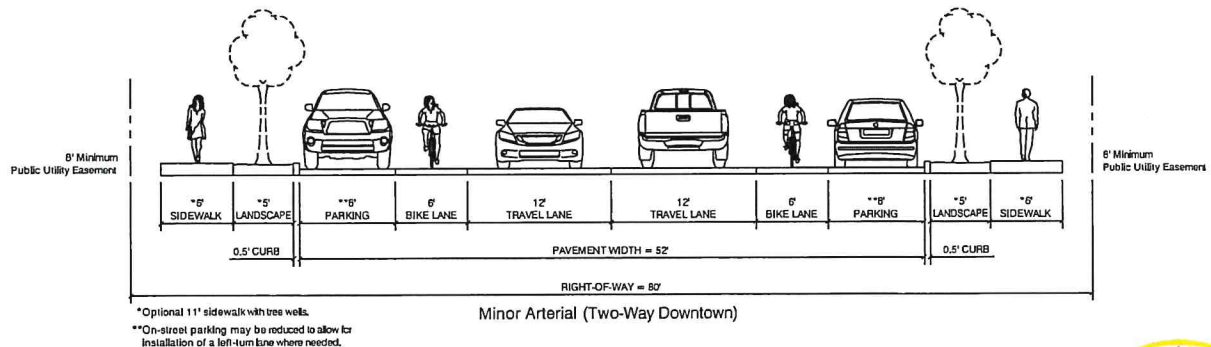 8' Minimum
Public Utility Easement
6' Minimum
Public Utility Easement
*6' *5' **8' 6' 12' 12' 6' **8' *5' *6'
SIDEWALK LANDSCAPE PARKING BIKE LANE TRAVEL LANE TRAVEL LANE BIKE LANE PARKING LANDSCAPE SIDEWALK
0.5' CURB PAVEMENT WIDTH = 52' 0.5' CURB
RIGHT-OF-WAY = 80'
*Optional 11' sidewalk with tree wells.
Minor Arterial (Two-Way Downtown)
**On-street parking may be reduced to allow for
installation of a left-turn lane where needed.